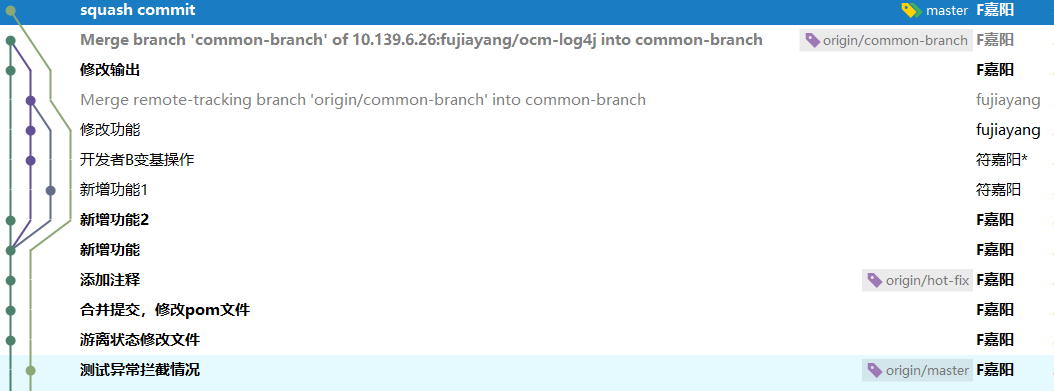 squash commit master F嘉阳
Merge branch 'common-branch' of 10.139.6.26:fujiayang/ocm-log4j into common-branch origin/common-branch F嘉阳
修改输出 F嘉阳
Merge remote-tracking branch 'origin/common-branch' into common-branch fujiayang
修改功能 fujiayang
开发者B变基操作 符嘉阳*
新增功能1 符嘉阳
新增功能2 F嘉阳
新增功能 F嘉阳
添加注释 origin/hot-fix F嘉阳
合并提交，修改pom文件 F嘉阳
游离状态修改文件 F嘉阳
测试异常拦截情况 origin/master F嘉阳